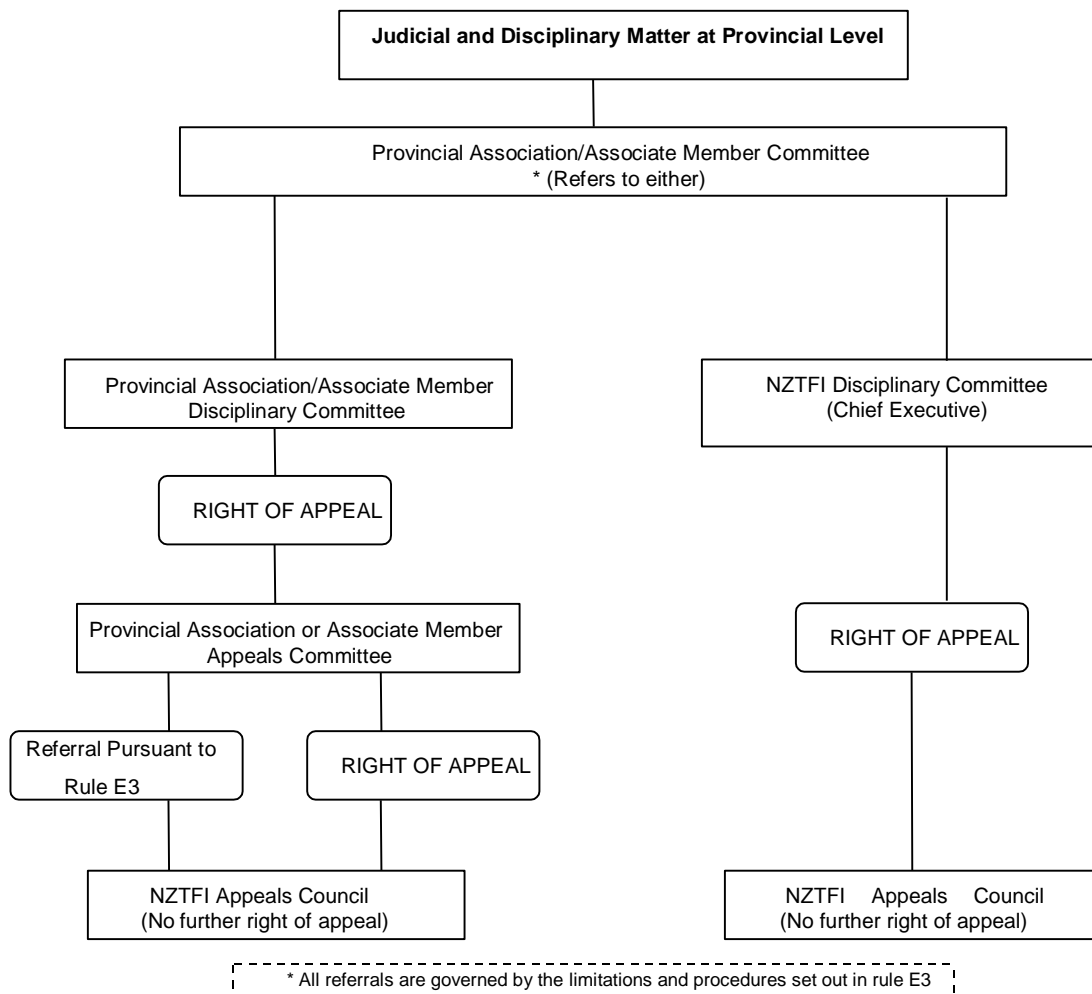 Judicial and Disciplinary Matter at Provincial Level
Provincial Association/Associate Member Committee
* (Refers to either)
Provincial Association/Associate Member
Disciplinary Committee
NZTFI Disciplinary Committee
(Chief Executive)
RIGHT OF APPEAL
Provincial Association or Associate Member
Appeals Committee
RIGHT OF APPEAL
Referral Pursuant to
Rule E3
RIGHT OF APPEAL
NZTFI Appeals Council
(No further right of appeal)
NZTFI Appeals Council
(No further right of appeal)
* All referrals are governed by the limitations and procedures set out in rule E3